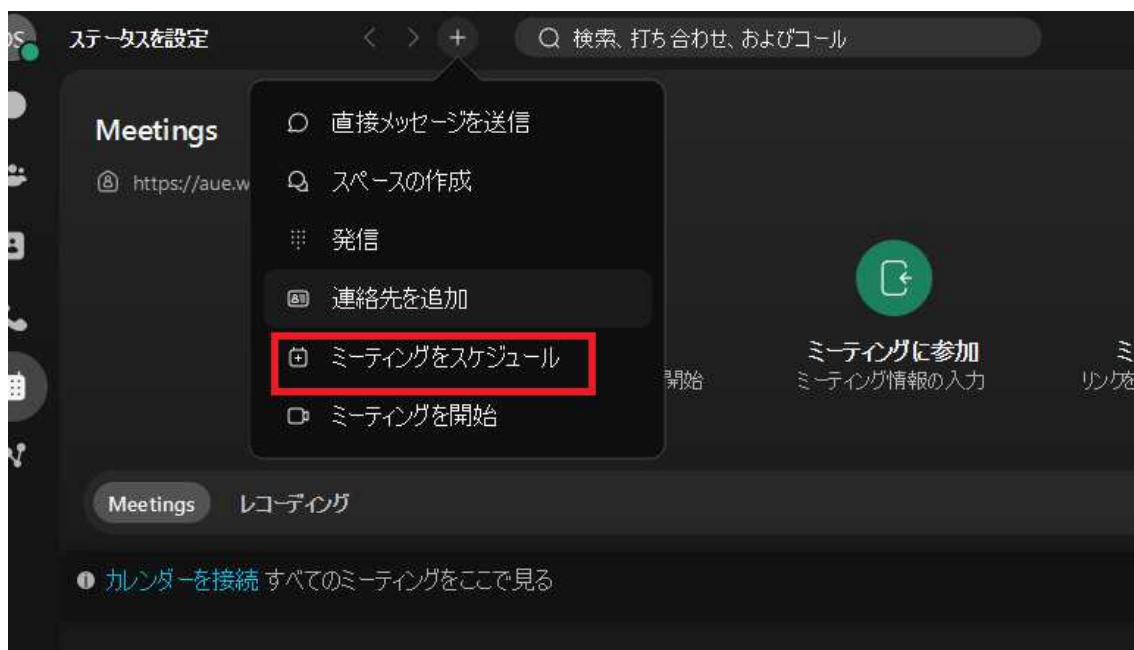 ステータスを設定
検索、打ち合わせ、およびコール
Meetings
https://aue.w
直接メッセージを送信
スペースの作成
発信
連絡先を追加
ミーティングをスケジュール
ミーティングを開始
開始
ミーティングに参加
ミーティング情報の入力
ミ
リンクを
Meetings レコーディング
カレンダーを接続 すべてのミーティングをここで見る